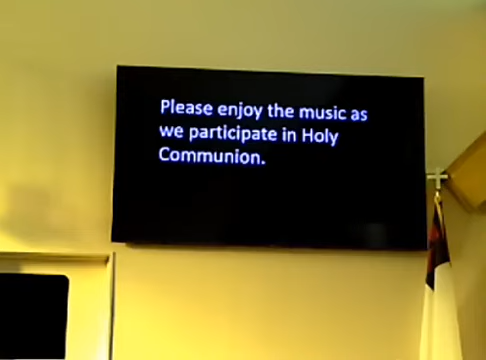 Please enjoy the music as
we participate in Holy
Communion.